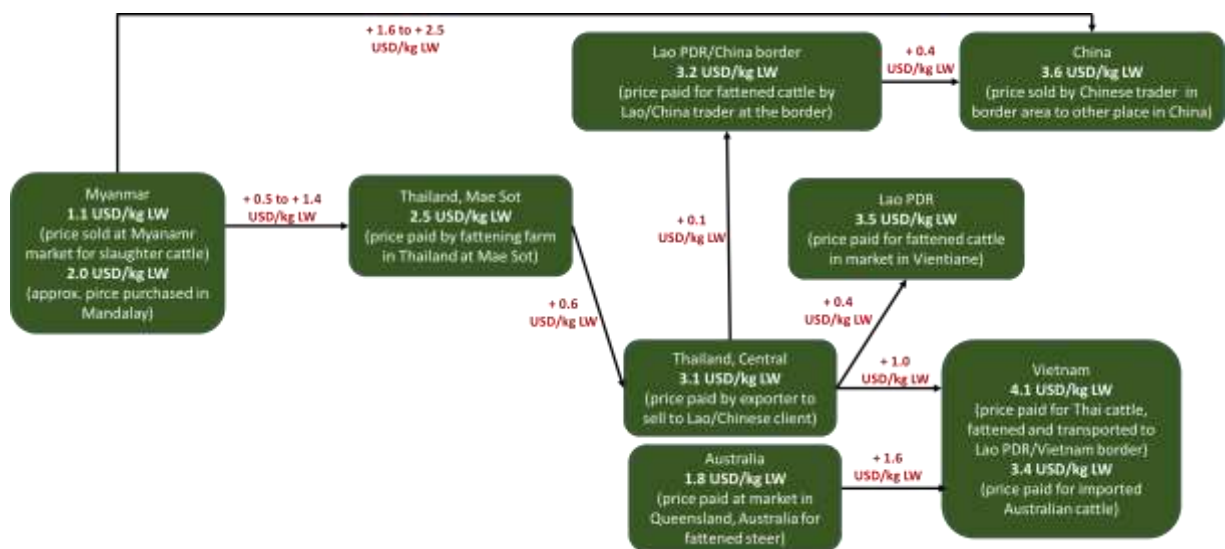 + 1.6 to + 2.5
USD/kg LW
Lao PDR/China border
3.2 USD/kg LW
(price paid for fattened cattle by
Lao/China trader at the border)
+ 0.4
USD/kg LW
China
3.6 USD/kg LW
(price sold by Chinese trader in
border area to other place in China)
Myanmar
1.1 USD/kg LW
(price sold at Myanamr
market for slaughter cattle)
2.0 USD/kg LW
(approx. pirce purchased in
Mandalay)
+ 0.5 to + 1.4
USD/kg LW
Thailand, Mae Sot
2.5 USD/kg LW
(price paid by fattening farm
in Thailand at Mae Sot)
+ 0.1
USD/kg LW
Lao PDR
3.5 USD/kg LW
(price paid for fattened cattle
in market in Vientiane)
+ 0.6
USD/kg LW
+ 0.4
USD/kg LW
Thailand, Central
3.1 USD/kg LW
(price paid by exporter to
sell to Lao/Chinese client)
+ 1.0
USD/kg LW
Vietnam
4.1 USD/kg LW
(price paid for Thai cattle,
fattened and transported to
Lao PDR/Vietnam border)
3.4 USD/kg LW
(price paid for imported
Australian cattle)
Australia
1.8 USD/kg LW
(price paid at market in
Queensland, Australia for
fattened steer)
+ 1.6
USD/kg LW